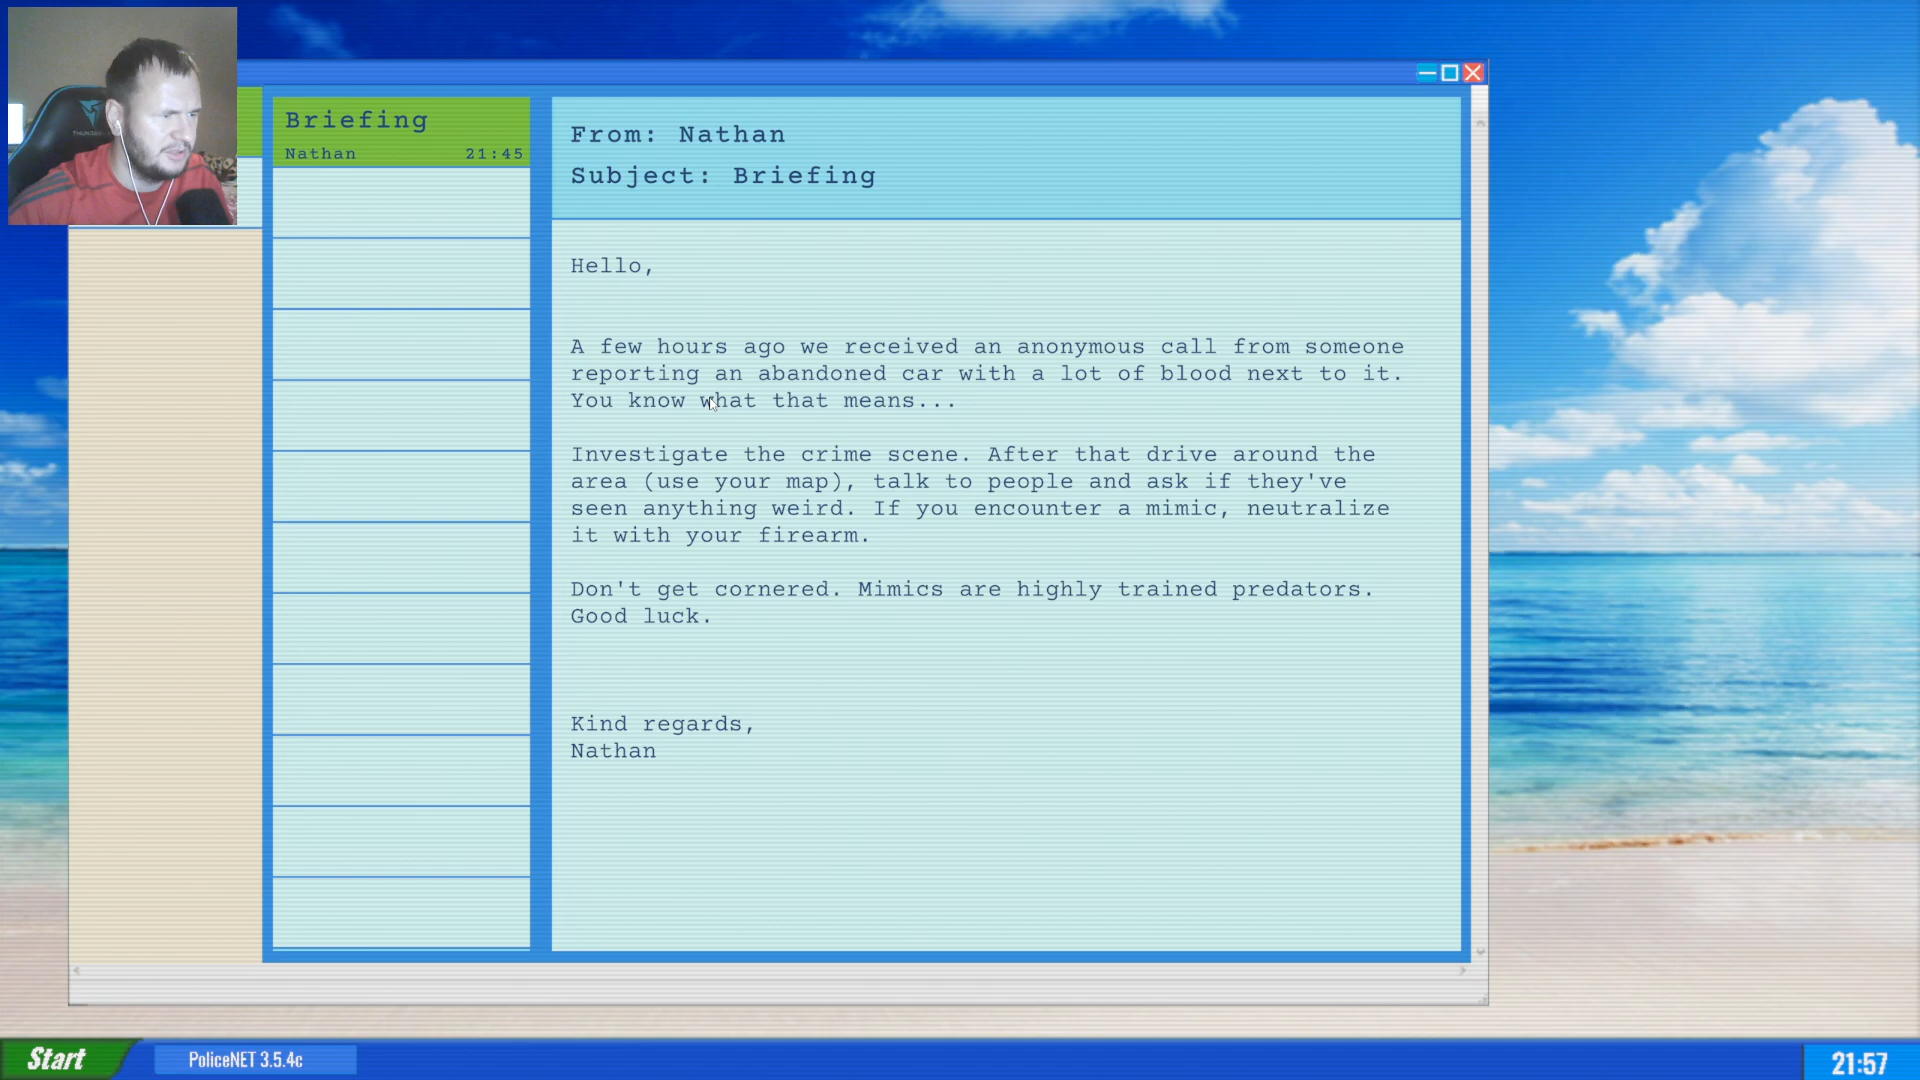 Briefing
Nathan 21:45
From: Nathan
Subject: Briefing
Hello,
A few hours ago we received an anonymous call from someone
reporting an abandoned car with a lot of blood next to it.
You know what that means...
Investigate the crime scene. After that drive around the
area (use your map), talk to people and ask if they've
seen anything weird. If you encounter a mimic, neutralize
it with your firearm.
Don't get cornered. Mimics are highly trained predators.
Good luck.
Kind regards,
Nathan
Start
PoliceNET 3.5.4c
21:57